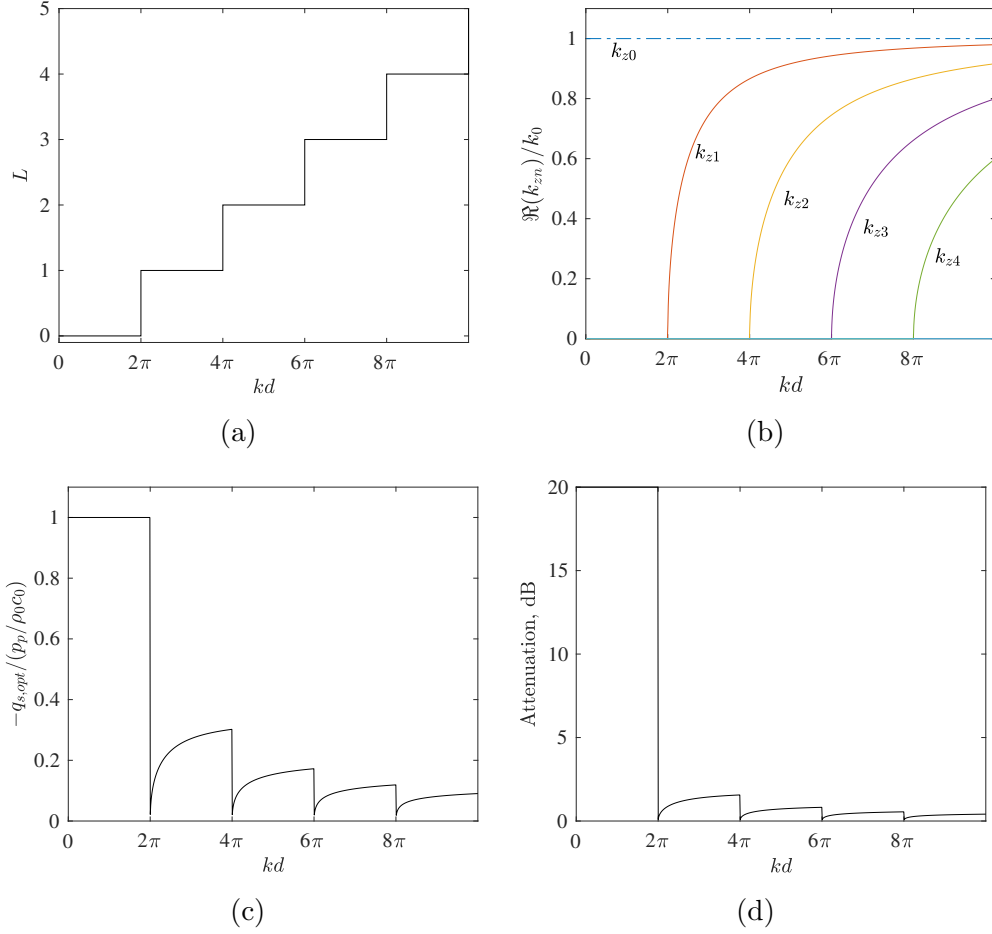 5
4
3
2
1
0
L
0 2π 4π 6π 8π
kd
(a)
1
0.8
0.6
0.4
0.2
0
ℜ(k_{zn})/k_0
k_{z0}
k_{z1}
k_{z2}
k_{z3}
k_{z4}
0 2π 4π 6π 8π
kd
(b)
1
0.8
0.6
0.4
0.2
0
−q_{s,opt}/(p_p/ρ_0c_0)
0 2π 4π 6π 8π
kd
(c)
20
15
10
5
0
Attenuation, dB
0 2π 4π 6π 8π
kd
(d)